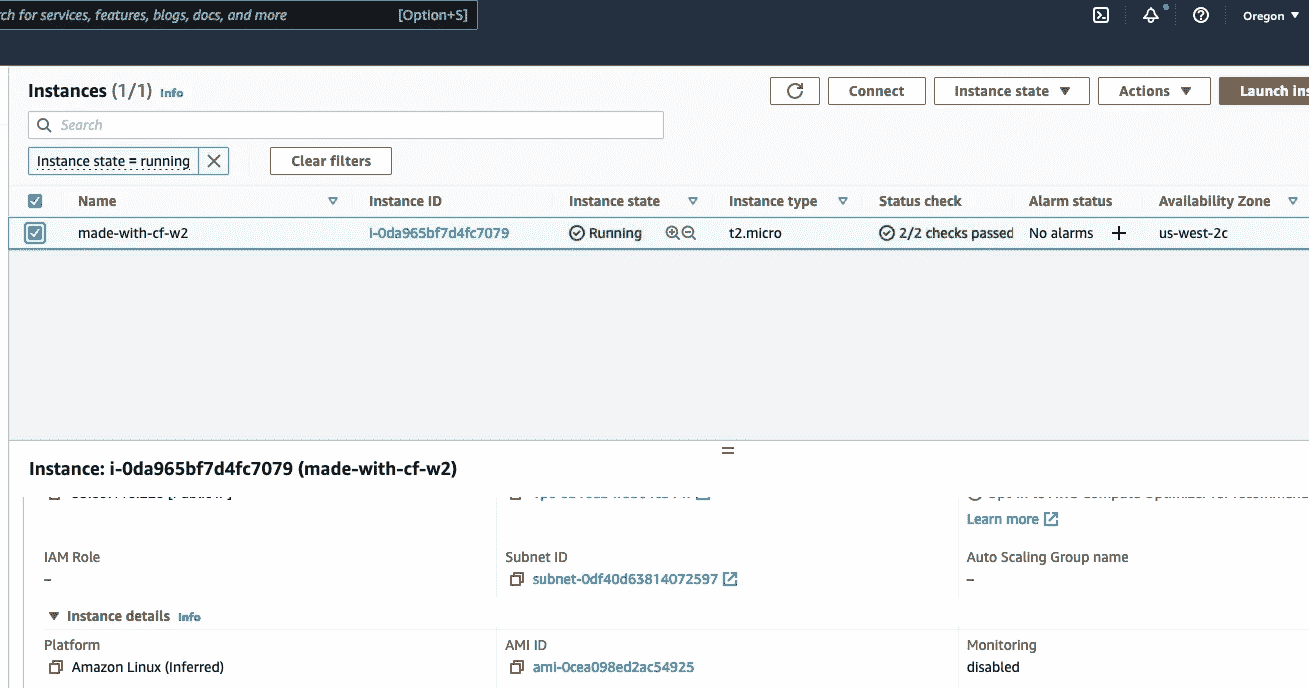 ch for services, features, blogs, docs, and more [Option+S] Oregon ▼
Instances (1/1) Info Connect Instance state ▼ Actions ▼ Launch ins
Search
Instance state = running Clear filters
Name Instance ID Instance state Instance type Status check Alarm status Availability Zone
made-with-cf-w2 i-0da965bf7d4fc7079 Running t2.micro 2/2 checks passed No alarms + us-west-2c
Instance: i-0da965bf7d4fc7079 (made-with-cf-w2)
Learn more
IAM Role Subnet ID Auto Scaling Group name
– subnet-0df40d63814072597 –
▼ Instance details Info
Platform AMI ID Monitoring
Amazon Linux (Inferred) ami-0cea098ed2ac54925 disabled